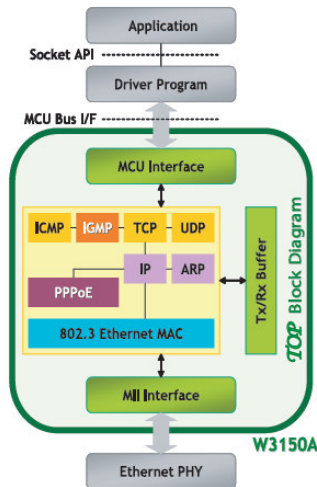 Application
Socket API
Driver Program
MCU Bus I/F
MCU Interface
ICMP IGMP TCP UDP
IP ARP
PPPoE
802.3 Ethernet MAC
Tx/Rx Buffer
TOP Block Diagram
MII Interface
W3150A
Ethernet PHY